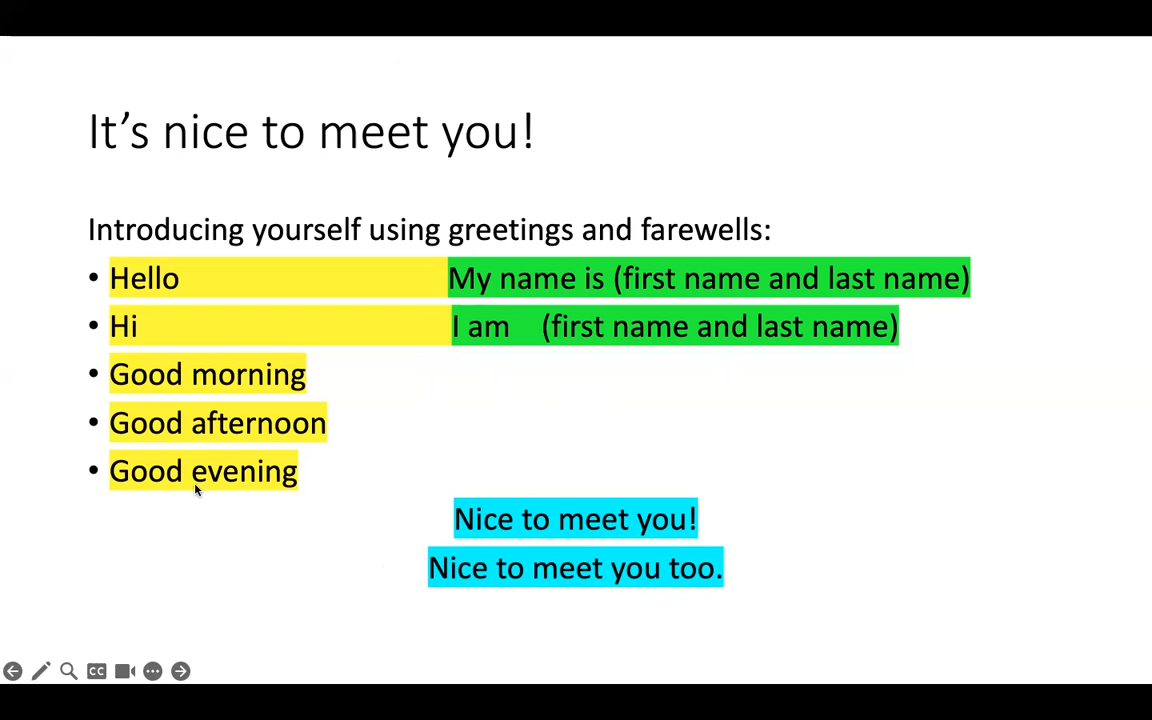 It's nice to meet you!
Introducing yourself using greetings and farewells:
• Hello My name is (first name and last name)
• Hi I am (first name and last name)
• Good morning
• Good afternoon
• Good evening
Nice to meet you!
Nice to meet you too.
CC